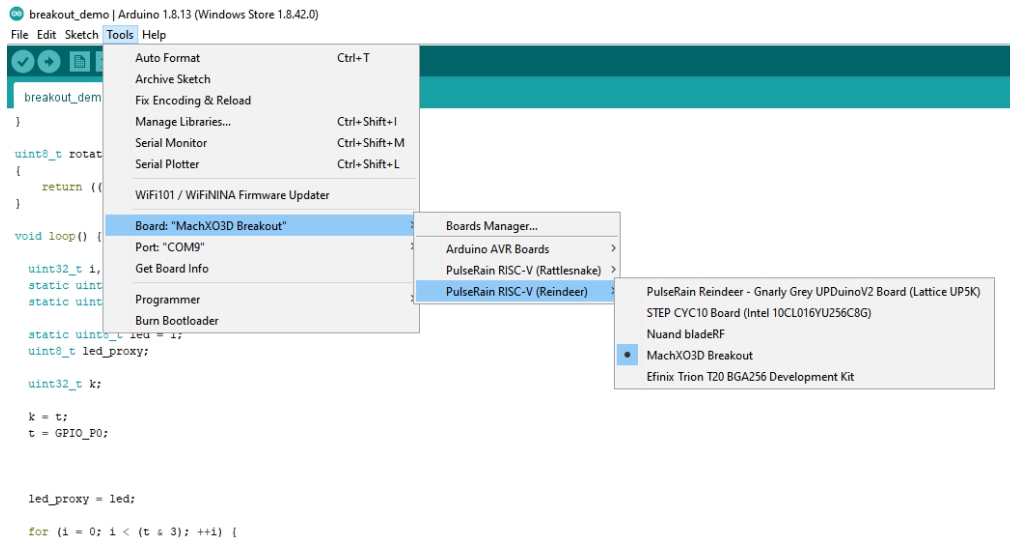 breakout_demo | Arduino 1.8.13 (Windows Store 1.8.42.0)
File Edit Sketch Tools Help
Auto Format Ctrl+T
Archive Sketch
Fix Encoding & Reload
Manage Libraries... Ctrl+Shift+I
Serial Monitor Ctrl+Shift+M
Serial Plotter Ctrl+Shift+L
WiFi101 / WiFiNINA Firmware Updater
Board: "MachXO3D Breakout"
Port: "COM9"
Get Board Info
Programmer
Burn Bootloader
Boards Manager...
Arduino AVR Boards
PulseRain RISC-V (Rattlesnake)
PulseRain RISC-V (Reindeer)
PulseRain Reindeer - Gnarly Grey UPDuinoV2 Board (Lattice UP5K)
STEP CYC10 Board (Intel 10CL016YU256C8G)
Nuand bladeRF
MachXO3D Breakout
Efinix Trion T20 BGA256 Development Kit
breakout_dem
}
uint8_t rotat
{
return ((
}
void loop() {
uint32_t i,
static uint
static uint
static uint8_t led = 1;
uint8_t led_proxy;
uint32_t k;
k = t;
t = GPIO_P0;
led_proxy = led;
for (i = 0; i < (t & 3); ++i) {